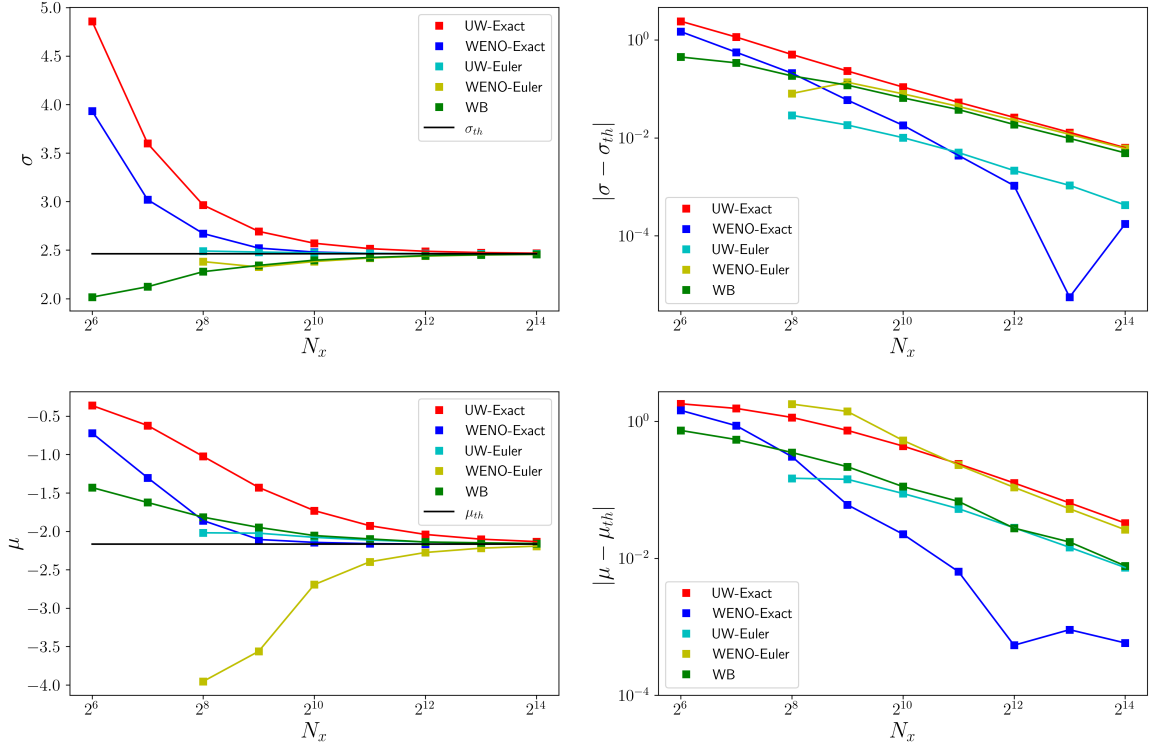 5.0
4.5
4.0
3.5
3.0
2.5
2.0
σ
2^6
2^8
2^10
2^12
2^14
N_x
UW-Exact
WENO-Exact
UW-Euler
WENO-Euler
WB
σ_th
10^0
10^−2
10^−4
|σ − σ_th|
2^6
2^8
2^10
2^12
2^14
N_x
UW-Exact
WENO-Exact
UW-Euler
WENO-Euler
WB
−0.5
−1.0
−1.5
−2.0
−2.5
−3.0
−3.5
−4.0
μ
2^6
2^8
2^10
2^12
2^14
N_x
UW-Exact
WENO-Exact
UW-Euler
WENO-Euler
WB
μ_th
10^0
10^−2
10^−4
|μ − μ_th|
2^6
2^8
2^10
2^12
2^14
N_x
UW-Exact
WENO-Exact
UW-Euler
WENO-Euler
WB